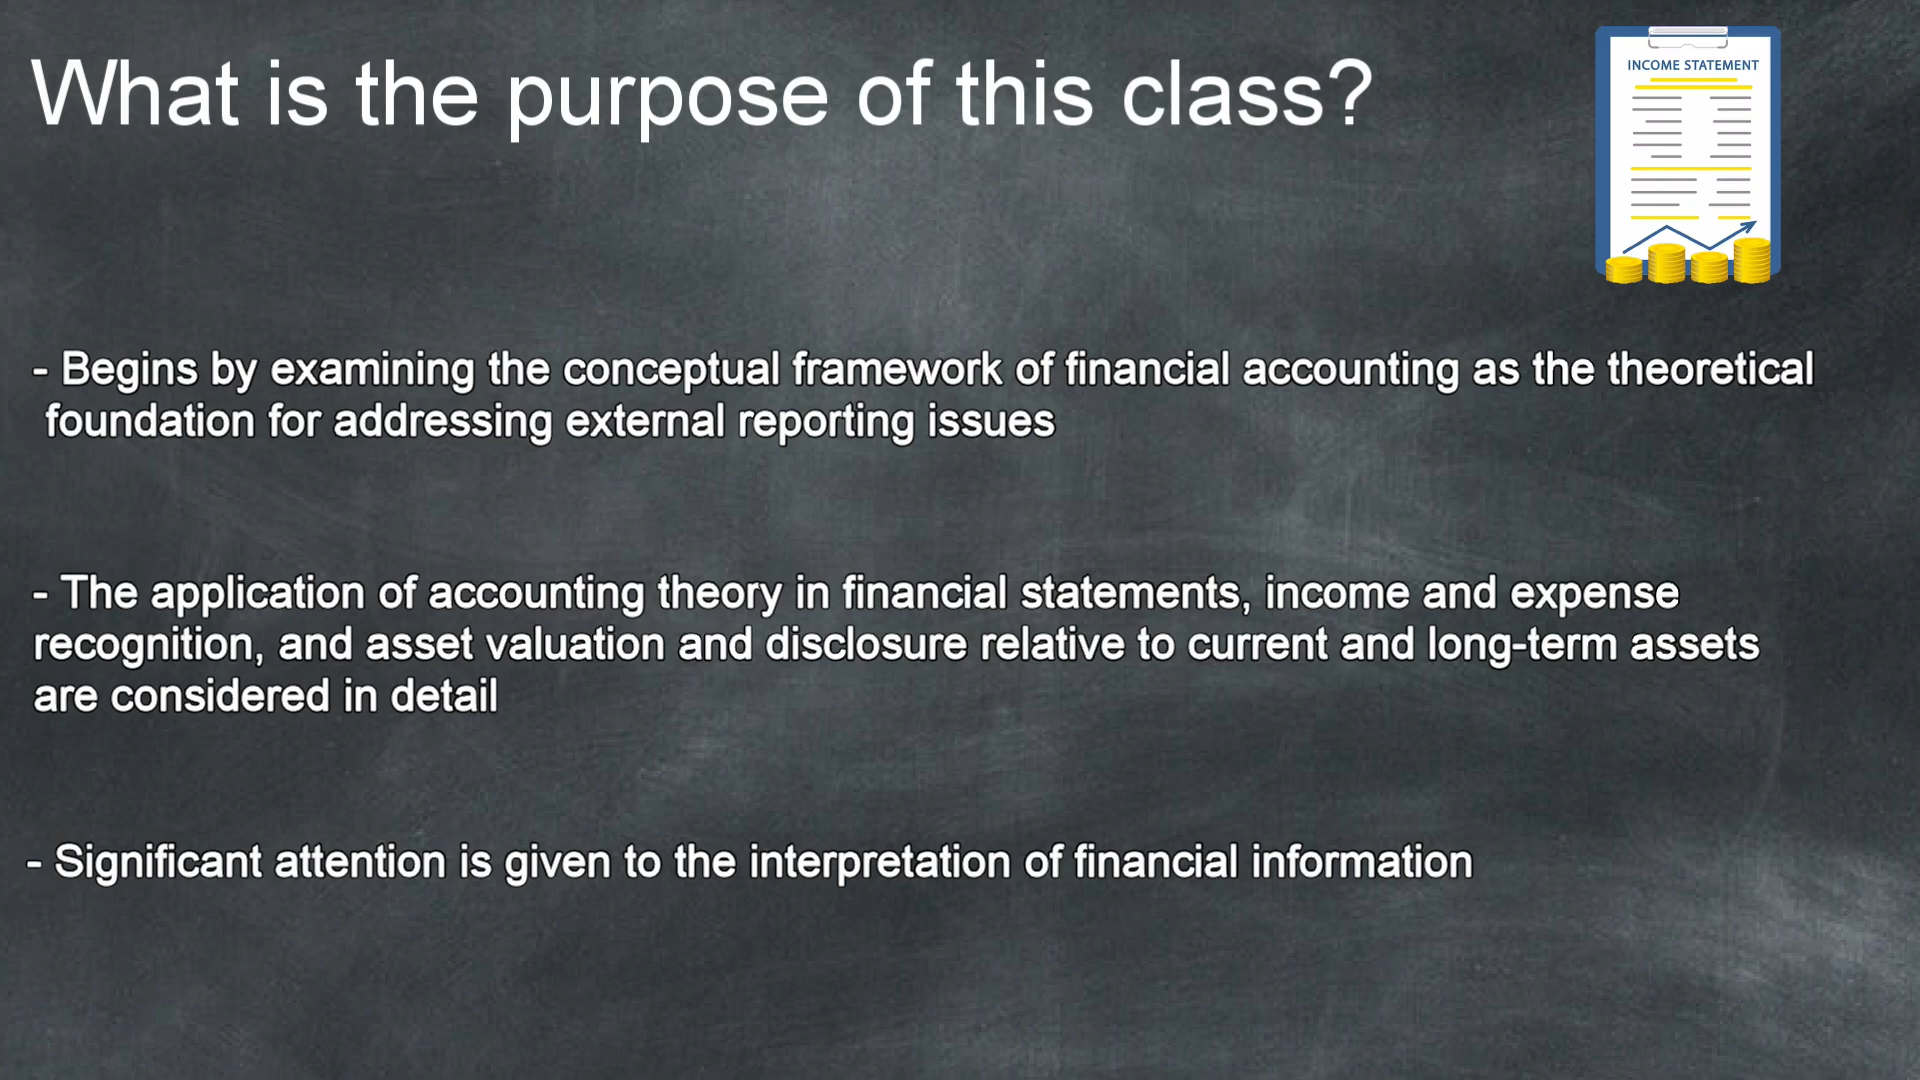 What is the purpose of this class?
INCOME STATEMENT
- Begins by examining the conceptual framework of financial accounting as the theoretical
foundation for addressing external reporting issues
- The application of accounting theory in financial statements, income and expense
recognition, and asset valuation and disclosure relative to current and long-term assets
are considered in detail
- Significant attention is given to the interpretation of financial information